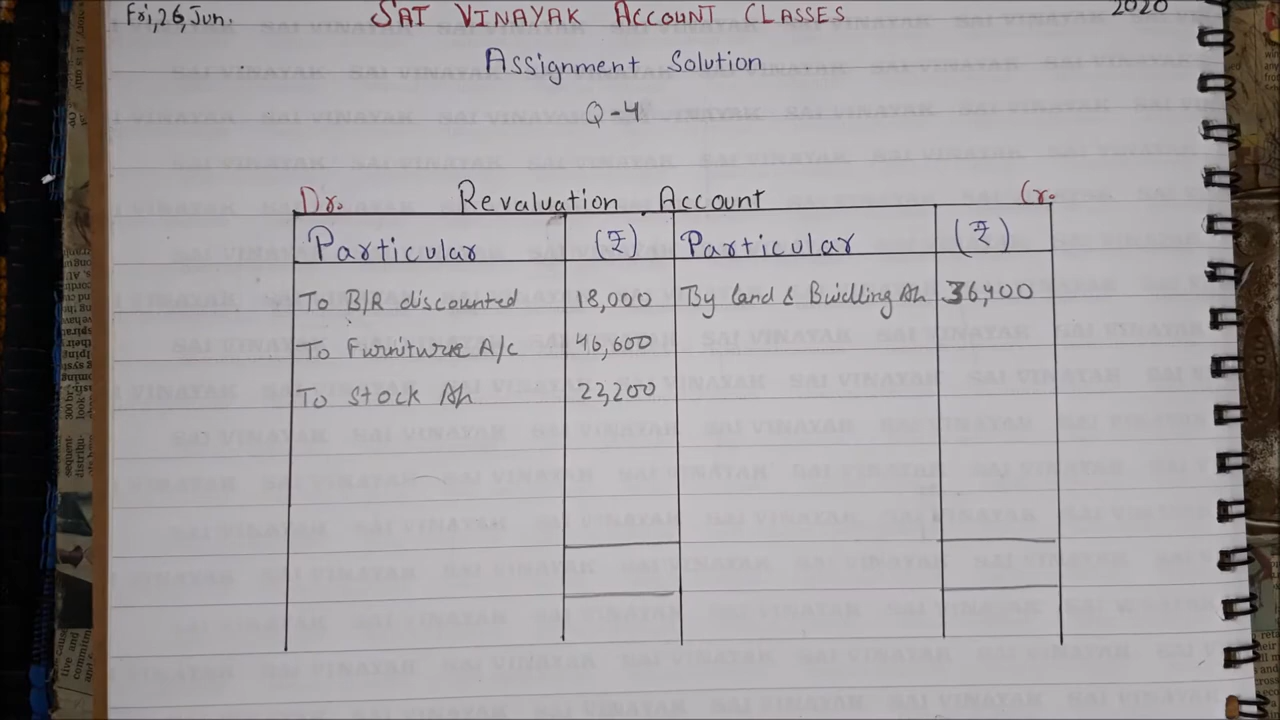 Fri, 26, Jun. SAI VINAYAK ACCOUNT CLASSES 2020
Assignment Solution
Q-4
Dr. Revaluation Account Cr.
Particular (₹) Particular (₹)
To B/R discounted 18,000 By land & Buidling A/c 36,400
To Furniture A/c 46,600
To Stock A/c 23,200